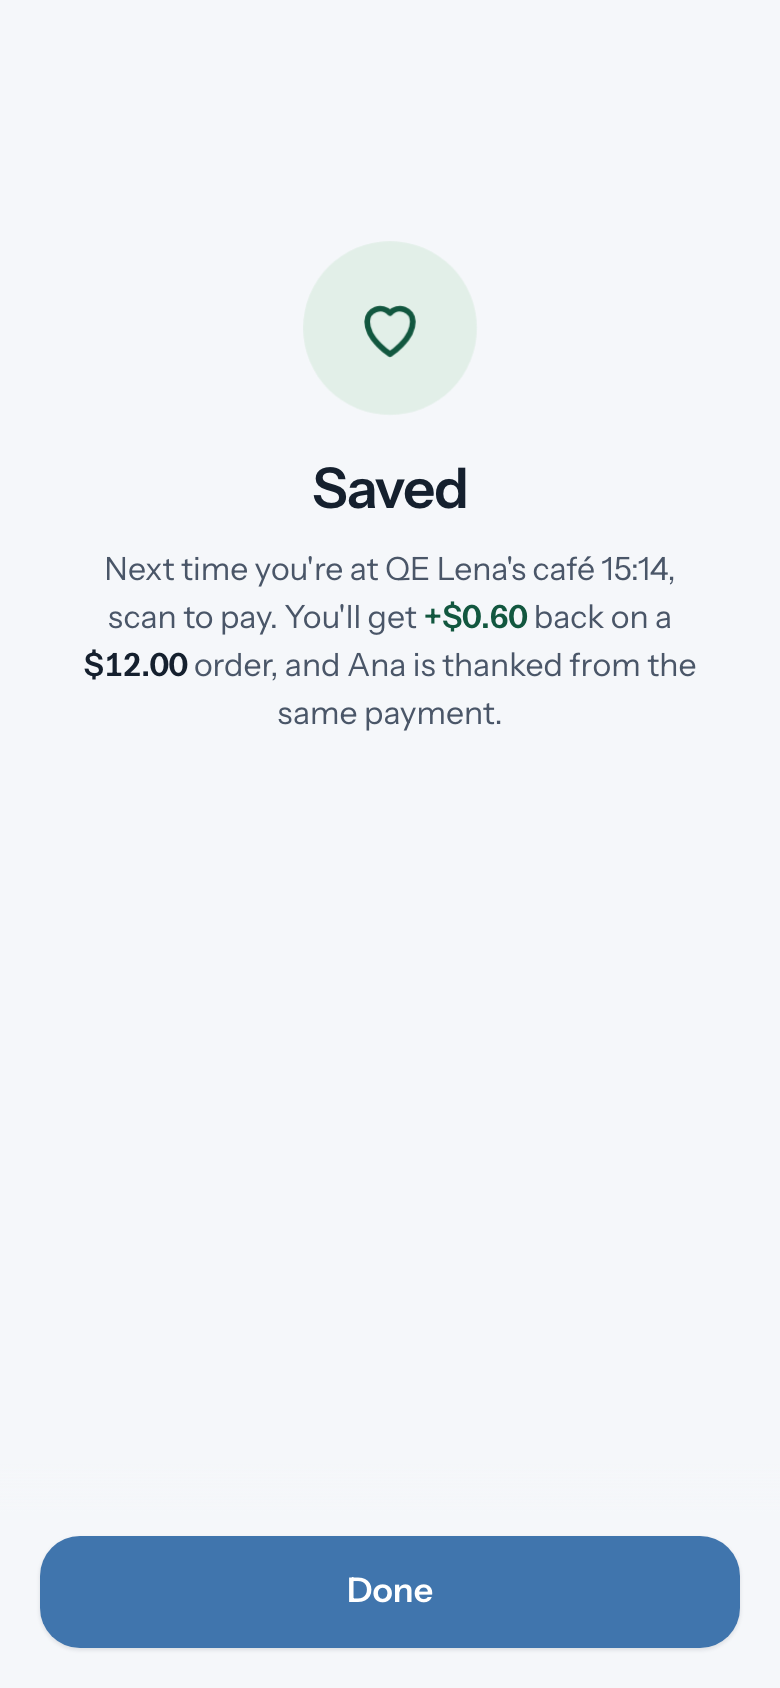 Saved
Next time you're at QE Lena's café 15:14,
scan to pay. You'll get +$0.60 back on a
$12.00 order, and Ana is thanked from the
same payment.
Done